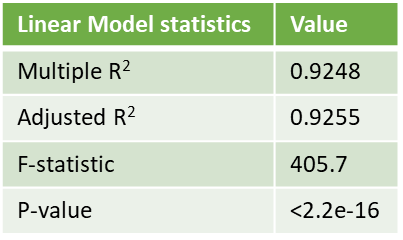 Linear Model statistics Value
Multiple R² 0.9248
Adjusted R² 0.9255
F-statistic 405.7
P-value <2.2e-16